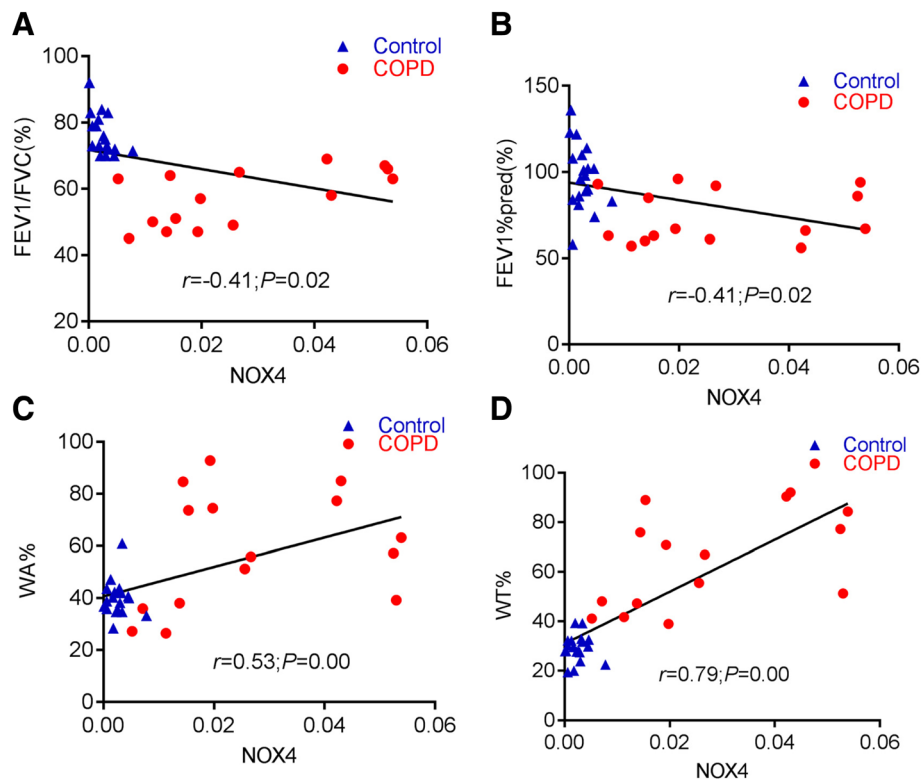 A
Control
COPD
100
80
60
40
20
FEV1/FVC(%)
r=-0.41;P=0.02
0.00 0.02 0.04 0.06
NOX4
B
Control
COPD
150
100
50
0
FEV1%pred(%)
r=-0.41;P=0.02
0.00 0.02 0.04 0.06
NOX4
C
Control
COPD
100
80
60
40
20
0
WA%
r=0.53;P=0.00
0.00 0.02 0.04 0.06
NOX4
D
Control
COPD
100
80
60
40
20
0
WT%
r=0.79;P=0.00
0.00 0.02 0.04 0.06
NOX4